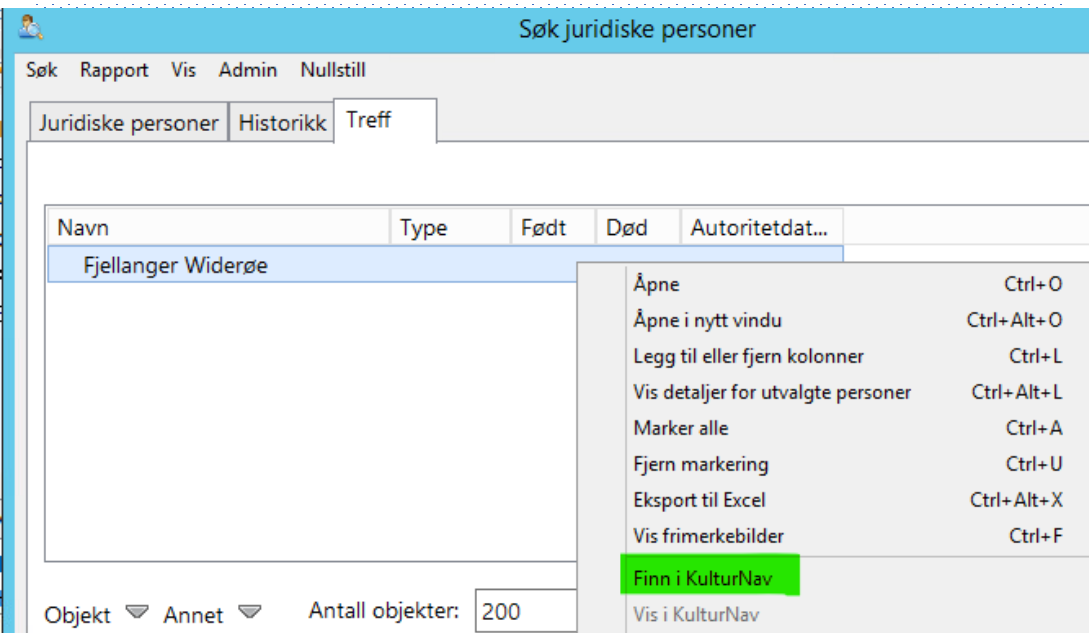 Søk juridiske personer
Søk Rapport Vis Admin Nullstill
Juridiske personer Historikk Treff
Navn Type Født Død Autoritetdat...
Fjellanger Widerøe
Åpne Ctrl+O
Åpne i nytt vindu Ctrl+Alt+O
Legg til eller fjern kolonner Ctrl+L
Vis detaljer for utvalgte personer Ctrl+Alt+L
Marker alle Ctrl+A
Fjern markering Ctrl+U
Eksport til Excel Ctrl+Alt+X
Vis frimerkebilder Ctrl+F
Finn i KulturNav
Vis i KulturNav
Objekt Annet Antall objekter: 200